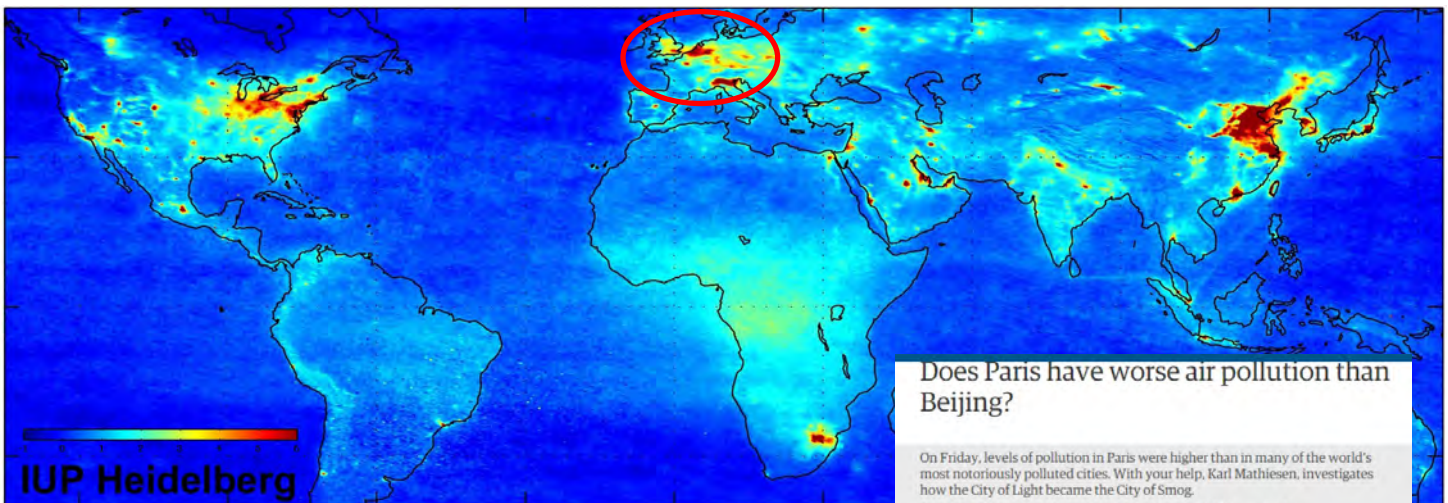 Does Paris have worse air pollution than
Beijing?
On Friday, levels of pollution in Paris were higher than in many of the world's
most notoriously polluted cities. With your help, Karl Mathiesen, investigates
how the City of Light became the City of Smog.
IUP Heidelberg